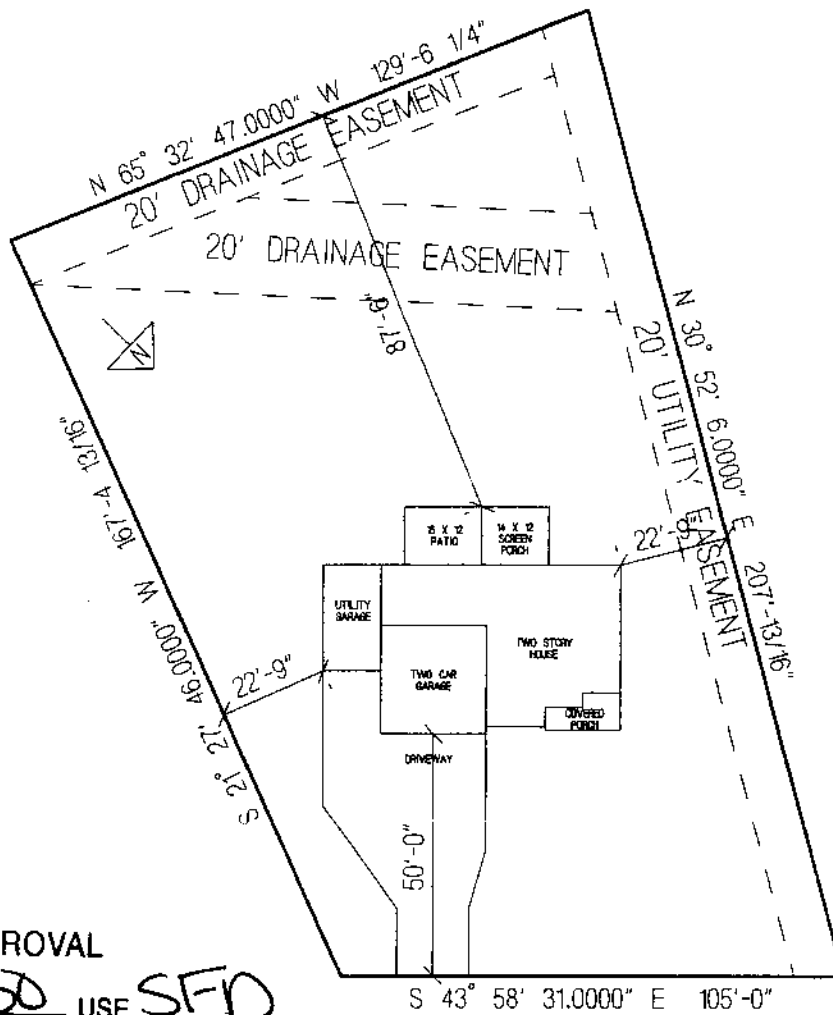 N 65° 32' 47.0000" W 129'-6 1/4"
20' DRAINAGE EASEMENT
20' DRAINAGE EASEMENT
N
87'-6"
N 30° 52' 6.0000" E 207'-13/16"
20' UTILITY EASEMENT
S 21° 27' 46.0000" W 167'-4 13/16"
22'-9"
22'-9"
16 X 12
PATIO
14 X 12
SCREEN
PORCH
UTILITY
GARAGE
TWO CAR
GARAGE
TWO STORY
HOUSE
COVERED
PORCH
DRIVEWAY
50'-0"
S 43° 58' 31.0000" E 105'-0"
ROVAL
USE SFD